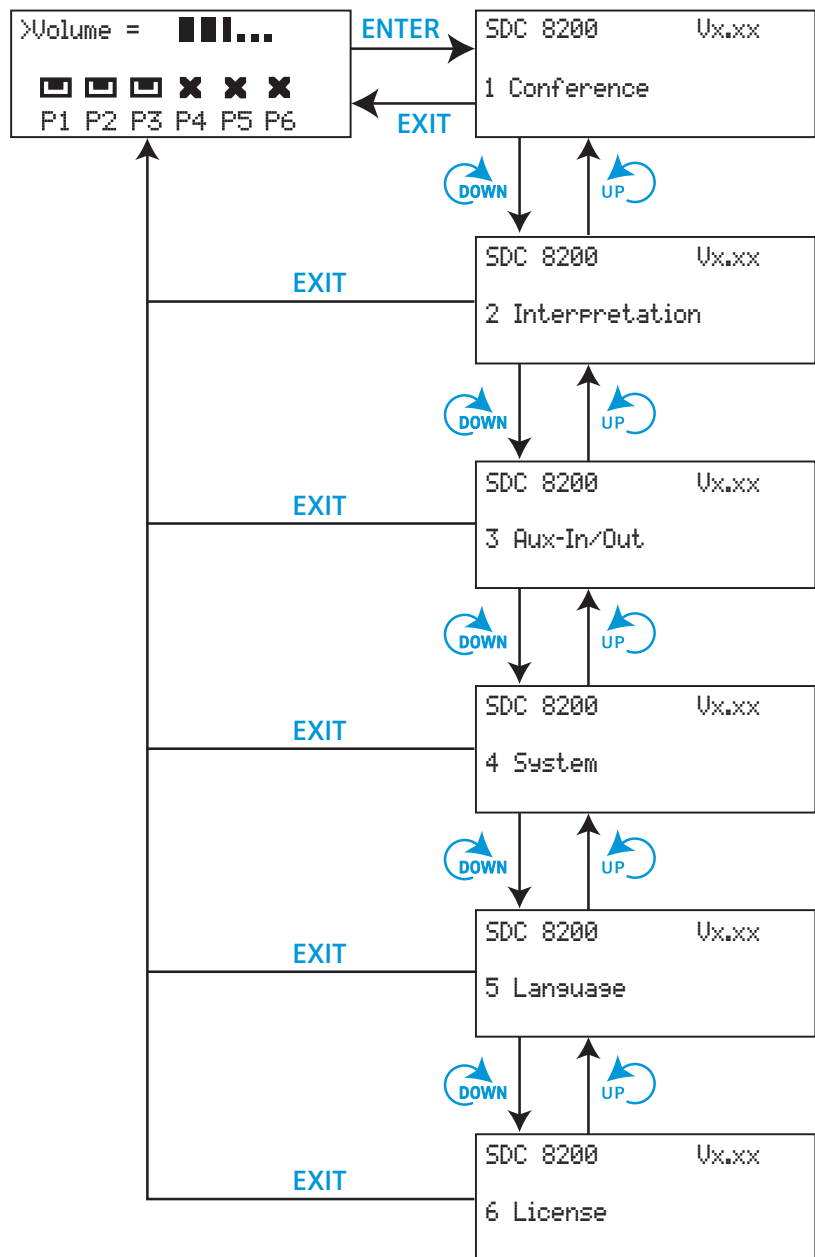 >Volume =
P1 P2 P3 P4 P5 P6
ENTER
EXIT
SDC 8200 Vx.xx
1 Conference
DOWN
UP
EXIT
SDC 8200 Vx.xx
2 Interpretation
DOWN
UP
EXIT
SDC 8200 Vx.xx
3 Aux-In/Out
DOWN
UP
EXIT
SDC 8200 Vx.xx
4 System
DOWN
UP
EXIT
SDC 8200 Vx.xx
5 Language
DOWN
UP
EXIT
SDC 8200 Vx.xx
6 License